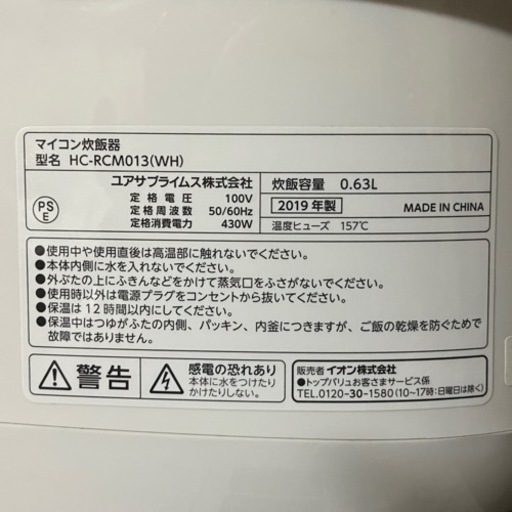 マイコン炊飯器
型名 HC-RCM013(WH)
PS
E
ユアサプライムス株式会社
定格電圧 100V
定格周波数 50/60Hz
定格消費電力 430W
炊飯容量 0.63L
2019年製 MADE IN CHINA
温度ヒューズ 157℃
●使用中や使用直後は高温部に触れないでください。
●本体内側に水を入れないでください。
●外ぶたの上にふきんなどをかけて蒸気口をふさがないでください。
●使用時以外は電源プラグをコンセントから抜いてください。
●保温は12時間以内にしてください。
●保温中はつゆがふたの内側、パッキン、内釜につきますが、ご飯の乾燥を防ぐためで
故障ではありません。
警告
感電の恐れあり
本体に水をつけたり
かけたりしない
販売者 イオン株式会社
●トップバリュお客さまサービス係
TEL.0120-30-1580(10~17時:日曜日は除く)